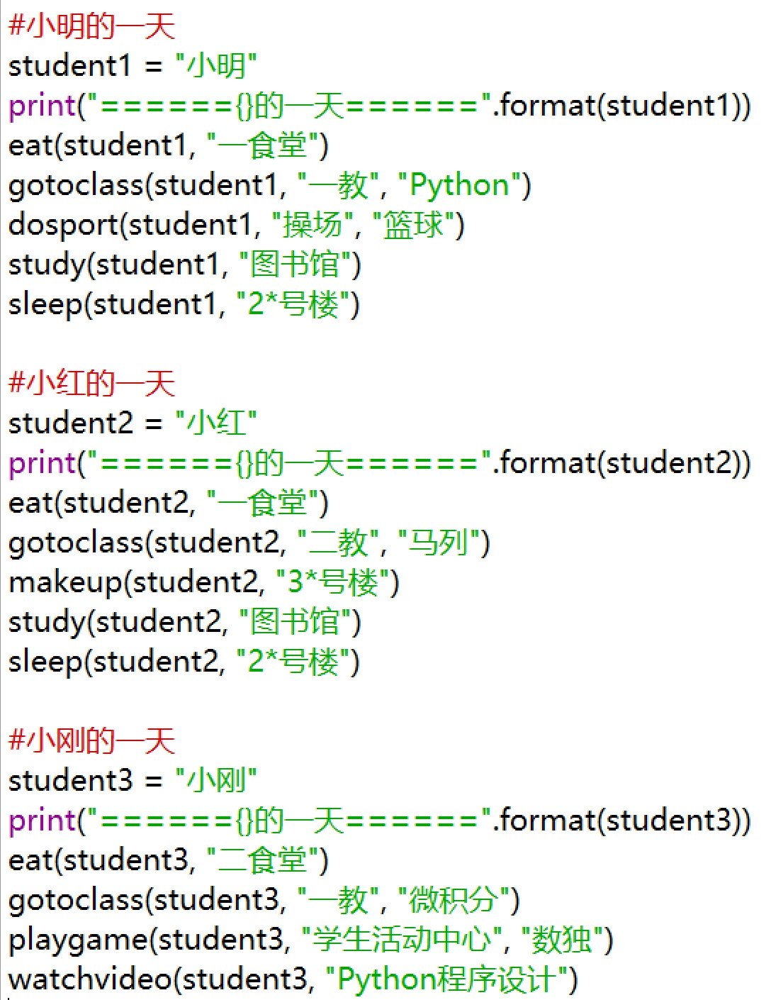 #小明的一天
student1 = "小明"
print("======{}的一天======".format(student1))
eat(student1, "一食堂")
gotoclass(student1, "一教", "Python")
dosport(student1, "操场", "篮球")
study(student1, "图书馆")
sleep(student1, "2*号楼")
#小红的一天
student2 = "小红"
print("======{}的一天======".format(student2))
eat(student2, "一食堂")
gotoclass(student2, "二教", "马列")
makeup(student2, "3*号楼")
study(student2, "图书馆")
sleep(student2, "2*号楼")
#小刚的一天
student3 = "小刚"
print("======{}的一天======".format(student3))
eat(student3, "二食堂")
gotoclass(student3, "一教", "微积分")
playgame(student3, "学生活动中心", "数独")
watchvideo(student3, "Python程序设计")